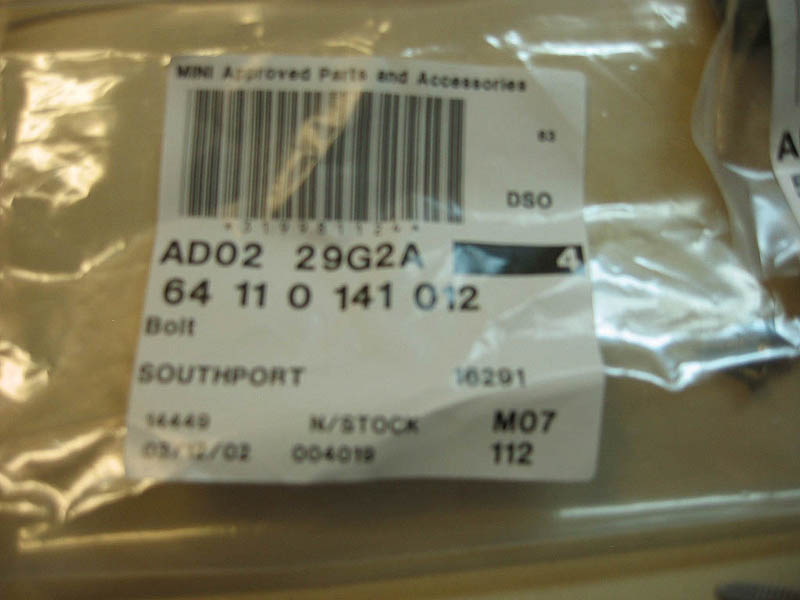 MINI Approved Parts and Accessories
63
DSO
AD02 29G2A 4
64 11 0 141 012
Bolt
SOUTHPORT 16291
14449 N/STOCK M07
004019 112
A